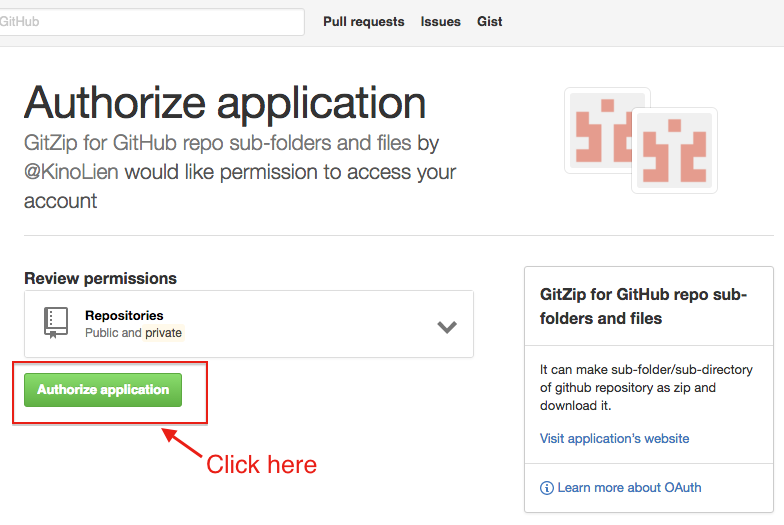 GitHub
Pull requests Issues Gist
Authorize application
GitZip for GitHub repo sub-folders and files by
@KinoLien would like permission to access your
account
Review permissions
Repositories
Public and private
Authorize application
Click here
GitZip for GitHub repo sub-
folders and files
It can make sub-folder/sub-directory
of github repository as zip and
download it.
Visit application's website
Learn more about OAuth